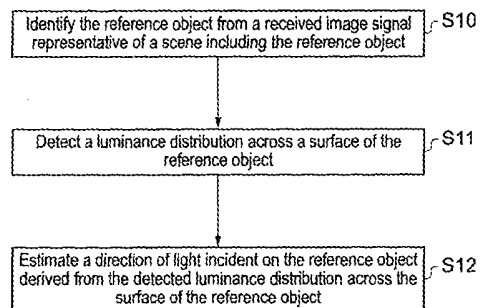 Identify the reference object from a received image signal
representative of a scene including the reference object
S10
Detect a luminance distribution across a surface of the
reference object
S11
Estimate a direction of light incident on the reference object
derived from the detected luminance distribution across the
surface of the reference object
S12